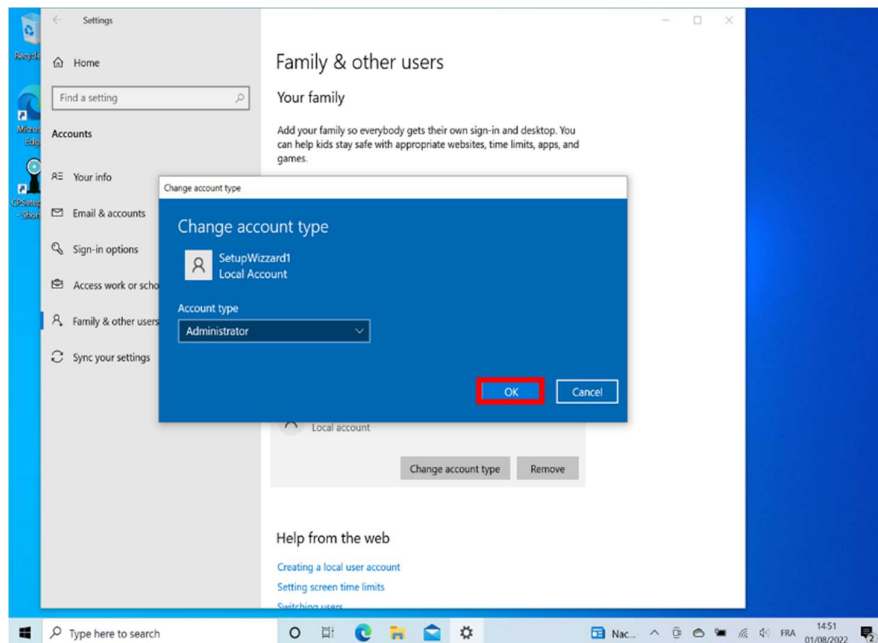 Settings
Home
Find a setting
Accounts
Your info
Email & accounts
Sign-in options
Access work or scho
Family & other users
Sync your settings
Family & other users
Your family
Add your family so everybody gets their own sign-in and desktop. You
can help kids stay safe with appropriate websites, time limits, apps, and
games.
Change account type
Change account type
SetupWizzard1
Local Account
Account type
Administrator
OK
Cancel
Local account
Change account type
Remove
Help from the web
Creating a local user account
Setting screen time limits
Switching users
Type here to search
Nac...
FRA
14:51
01/08/2022
2